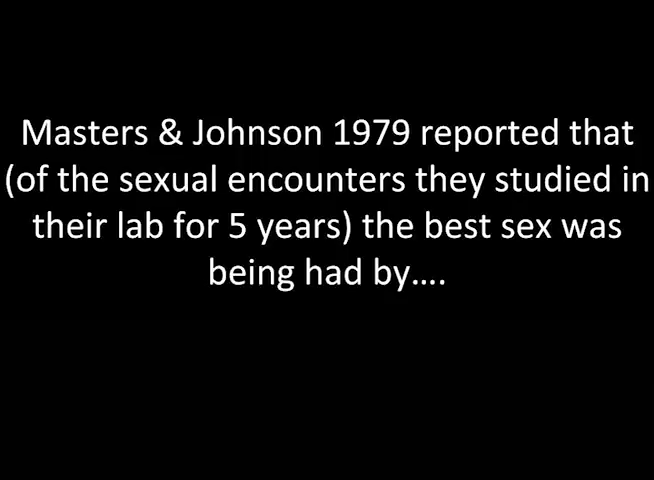 Masters & Johnson 1979 reported that
(of the sexual encounters they studied in
their lab for 5 years) the best sex was
being had by….